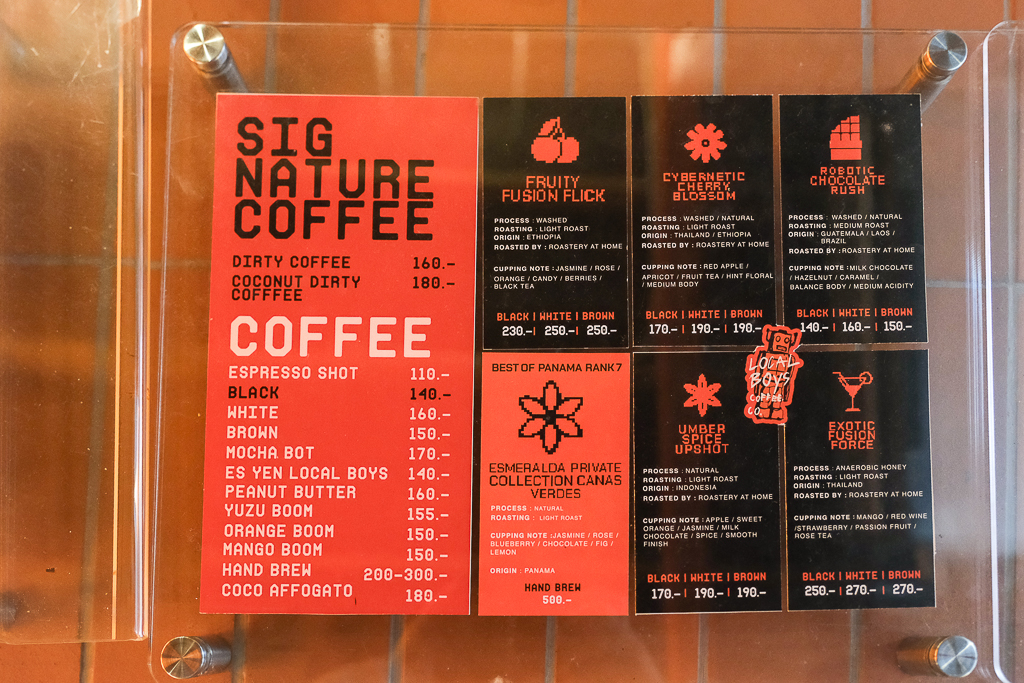 SIG
NATURE
COFFEE
DIRTY COFFEE 160.-
COCONUT DIRTY 180.-
COFFFEE
COFFEE
ESPRESSO SHOT 110.-
BLACK 140.-
WHITE 160.-
BROWN 150.-
MOCHA BOT 170.-
ES YEN LOCAL BOYS 140.-
PEANUT BUTTER 160.-
YUZU BOOM 155.-
ORANGE BOOM 150.-
MANGO BOOM 150.-
HAND BREW 200-300.-
COCO AFFOGATO 180.-
FRUITY
FUSION FLICK
PROCESS : WASHED
ROASTING : LIGHT ROAST
ORIGIN : ETHIOPIA
ROASTED BY : ROASTERY AT HOME
CUPPING NOTE : JASMINE / ROSE /
ORANGE / CANDY / BERRIES /
BLACK TEA
BLACK | WHITE | BROWN
230.- | 250.- | 250.-
CYBERNETIC
CHERRY
BLOSSOM
PROCESS : WASHED / NATURAL
ROASTING : LIGHT ROAST
ORIGIN : THAILAND / ETHIOPIA
ROASTED BY : ROASTERY AT HOME
CUPPING NOTE : RED APPLE /
APRICOT / FRUIT TEA / HINT FLORAL
/ MEDIUM BODY
BLACK | WHITE | BROWN
170.- | 190.- | 190.-
ROBOTIC
CHOCOLATE
RUSH
PROCESS : WASHED / NATURAL
ROASTING : MEDIUM ROAST
ORIGIN : GUATEMALA / LAOS /
BRAZIL
ROASTED BY : ROASTERY AT HOME
CUPPING NOTE : MILK CHOCOLATE
/ HAZELNUT / CARAMEL /
BALANCE BODY / MEDIUM ACIDITY
BLACK | WHITE | BROWN
140.- | 160.- | 150.-
LOCAL
BOYS
COFFEE
CO.
BEST OF PANAMA RANK 7
ESMERALDA PRIVATE
COLLECTION CANAS
VERDES
PROCESS : NATURAL
ROASTING : LIGHT ROAST
CUPPING NOTE :JASMINE / ROSE /
BLUEBERRY / CHOCOLATE / FIG /
LEMON
ORIGIN : PANAMA
HAND BREW
500.-
UMBER
SPICE
UPSHOT
PROCESS : NATURAL
ROASTING : LIGHT ROAST
ORIGIN : INDONESIA
ROASTED BY : ROASTERY AT HOME
CUPPING NOTE : APPLE / SWEET
ORANGE / JASMINE / MILK
CHOCOLATE / SPICE / SMOOTH
FINISH
BLACK | WHITE | BROWN
170.- | 190.- | 190.-
EXOTIC
FUSION
FORCE
PROCESS : ANAEROBIC HONEY
ROASTING : LIGHT ROAST
ORIGIN : THAILAND
ROASTED BY : ROASTERY AT HOME
CUPPING NOTE : MANGO / RED WINE
/STRAWBERRY / PASSION FRUIT /
ROSE TEA
BLACK | WHITE | BROWN
250.- | 270.- | 270.-